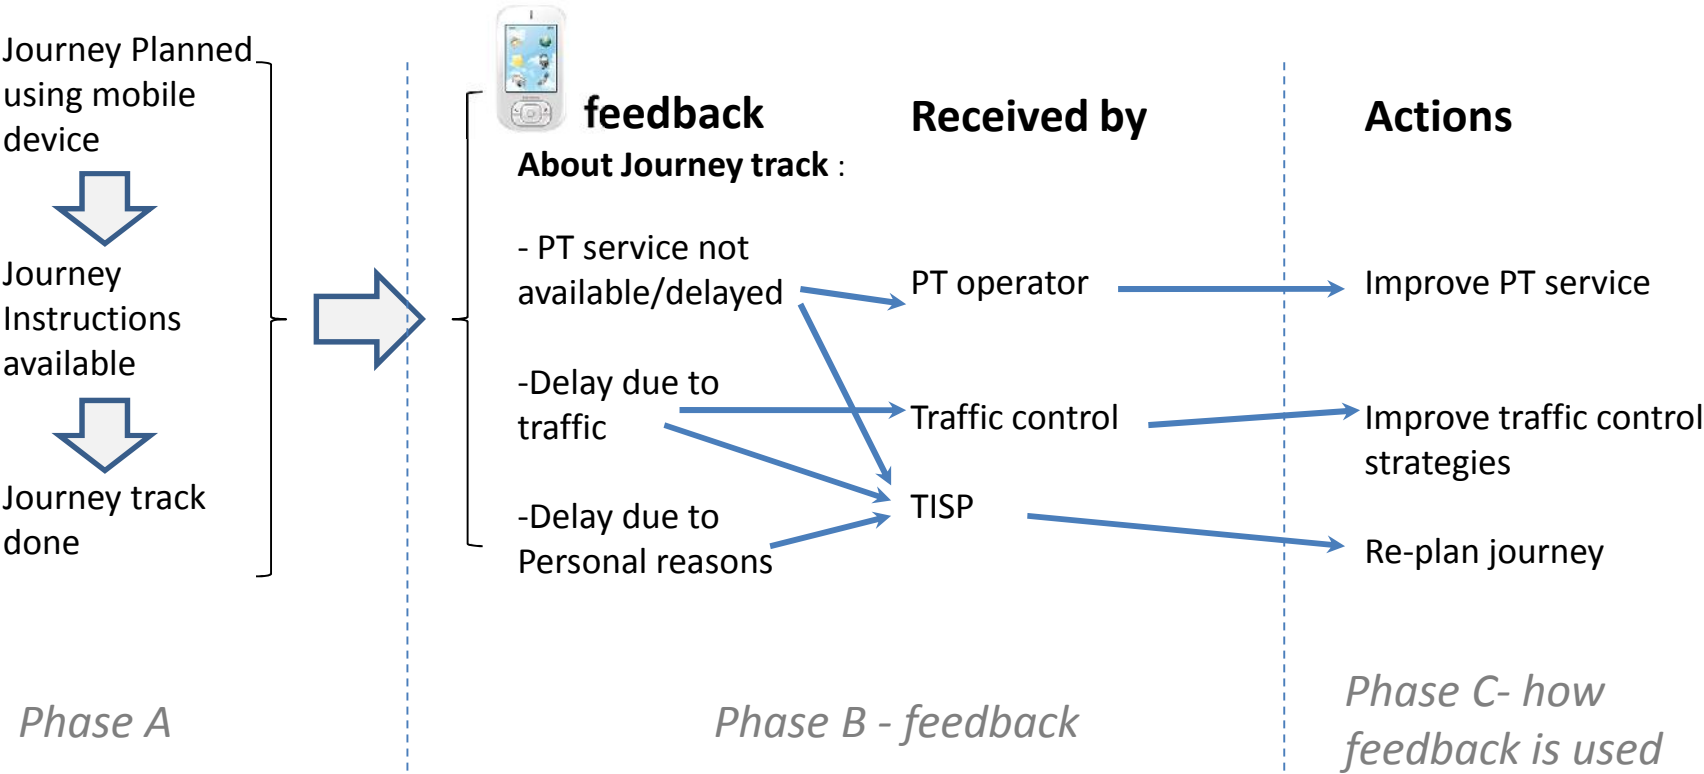 Journey Planned
using mobile
device
Journey
Instructions
available
Journey track
done
Phase A
feedback
About Journey track :
- PT service not
available/delayed
-Delay due to
traffic
-Delay due to
Personal reasons
Received by
PT operator
Traffic control
TISP
Phase B - feedback
Actions
Improve PT service
Improve traffic control
strategies
Re-plan journey
Phase C- how
feedback is used